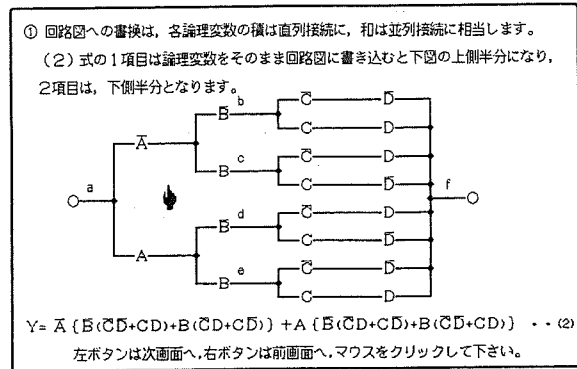 ① 回路図への書換は，各論理変数の積は直列接続に，和は並列接続に相当します。
（2）式の1項目は論理変数をそのまま回路図に書き込むと下図の上側半分になり，
2項目は，下側半分となります。
b C̅ D̅
B̅
C D
A̅
c C̅ D
B
C D̅
a f
d C̅ D
B̅
C D̅
A
e C̅ D̅
B
C D
Y= A̅ {B̅(C̅D̅+CD)+B(C̅D+CD̅)} +A {B̅(C̅D+CD̅)+B(C̅D̅+CD)} ・・(2)
左ボタンは次画面へ,右ボタンは前画面へ,マウスをクリックして下さい。